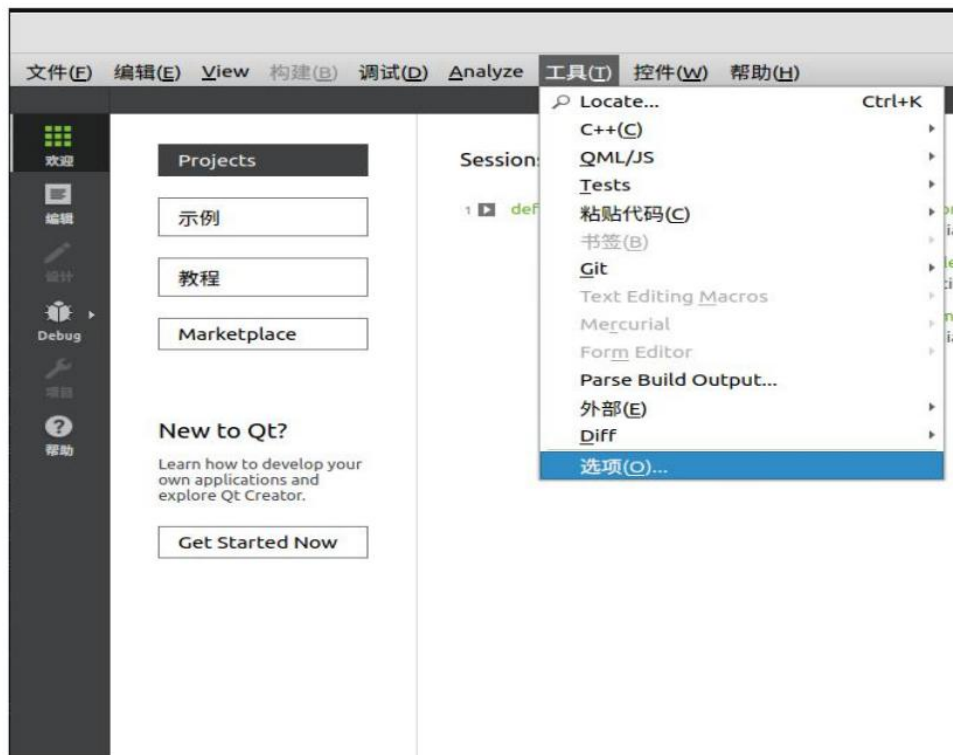 文件(F) 编辑(E) View 构建(B) 调试(D) Analyze 工具(T) 控件(W) 帮助(H)
Locate... Ctrl+K
C++(C)
QML/JS
Tests
粘贴代码(C)
书签(B)
Git
Text Editing Macros
Mercurial
Form Editor
Parse Build Output...
外部(E)
Diff
选项(O)...
欢迎
编辑
设计
Debug
项目
帮助
Projects
示例
教程
Marketplace
New to Qt?
Learn how to develop your
own applications and
explore Qt Creator.
Get Started Now
Session
1 def